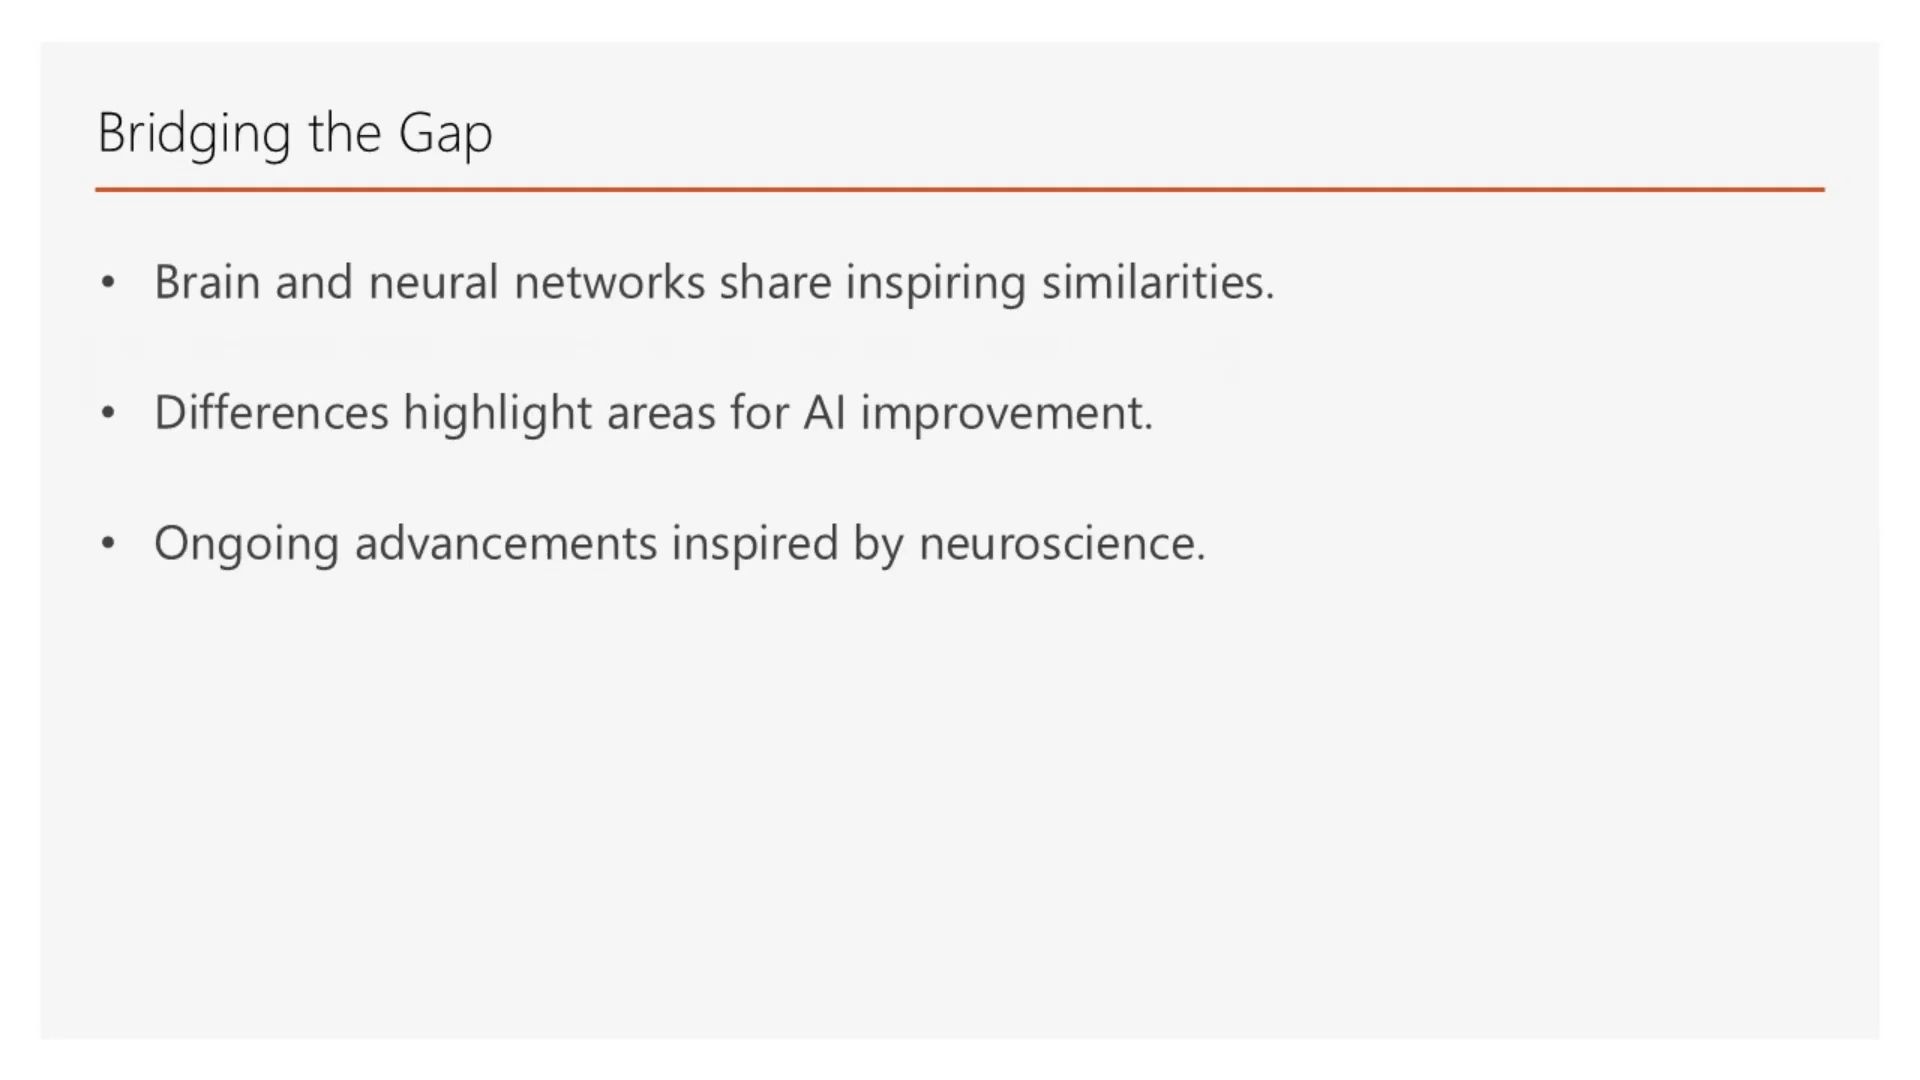 Bridging the Gap
• Brain and neural networks share inspiring similarities.
• Differences highlight areas for AI improvement.
• Ongoing advancements inspired by neuroscience.